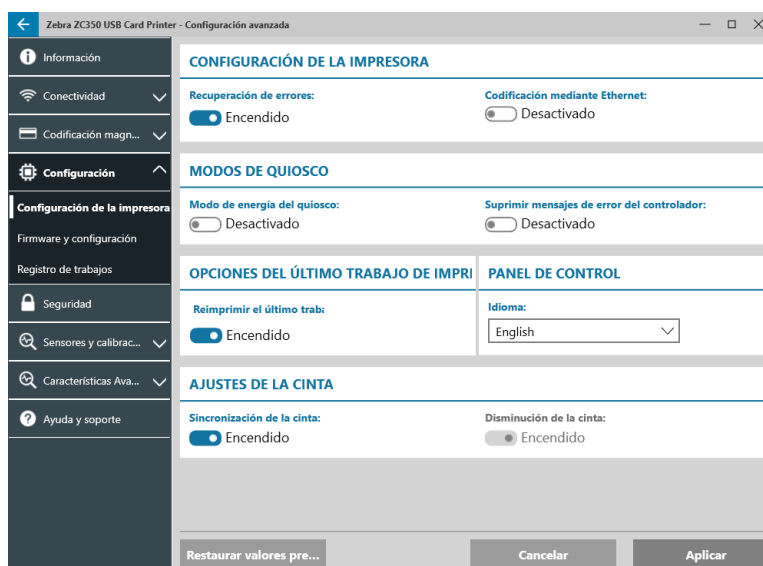 Zebra ZC350 USB Card Printer - Configuración avanzada
Información
Conectividad
Codificación magn...
Configuración
Configuración de la impresora
Firmware y configuración
Registro de trabajos
Seguridad
Sensores y calibrac...
Características Ava...
Ayuda y soporte
CONFIGURACIÓN DE LA IMPRESORA
Recuperación de errores:
Encendido
Codificación mediante Ethernet:
Desactivado
MODOS DE QUIOSCO
Modo de energía del quiosco:
Desactivado
Suprimir mensajes de error del controlador:
Desactivado
OPCIONES DEL ÚLTIMO TRABAJO DE IMPRI
Reimprimir el último trab
Encendido
PANEL DE CONTROL
Idioma:
English
AJUSTES DE LA CINTA
Sincronización de la cinta:
Encendido
Disminución de la cinta:
Encendido
Restaurar valores pre...
Cancelar
Aplicar